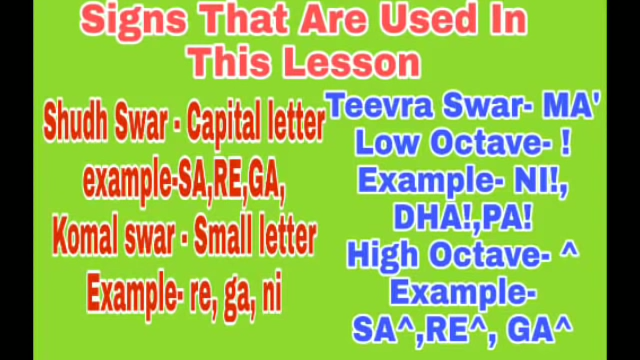 Signs That Are Used In
This Lesson
Shudh Swar - Capital letter
example-SA,RE,GA,
Komal swar - Small letter
Example- re, ga, ni
Teevra Swar- MA'
Low Octave- !
Example- NI!,
DHA!,PA!
High Octave- ^
Example-
SA^,RE^, GA^